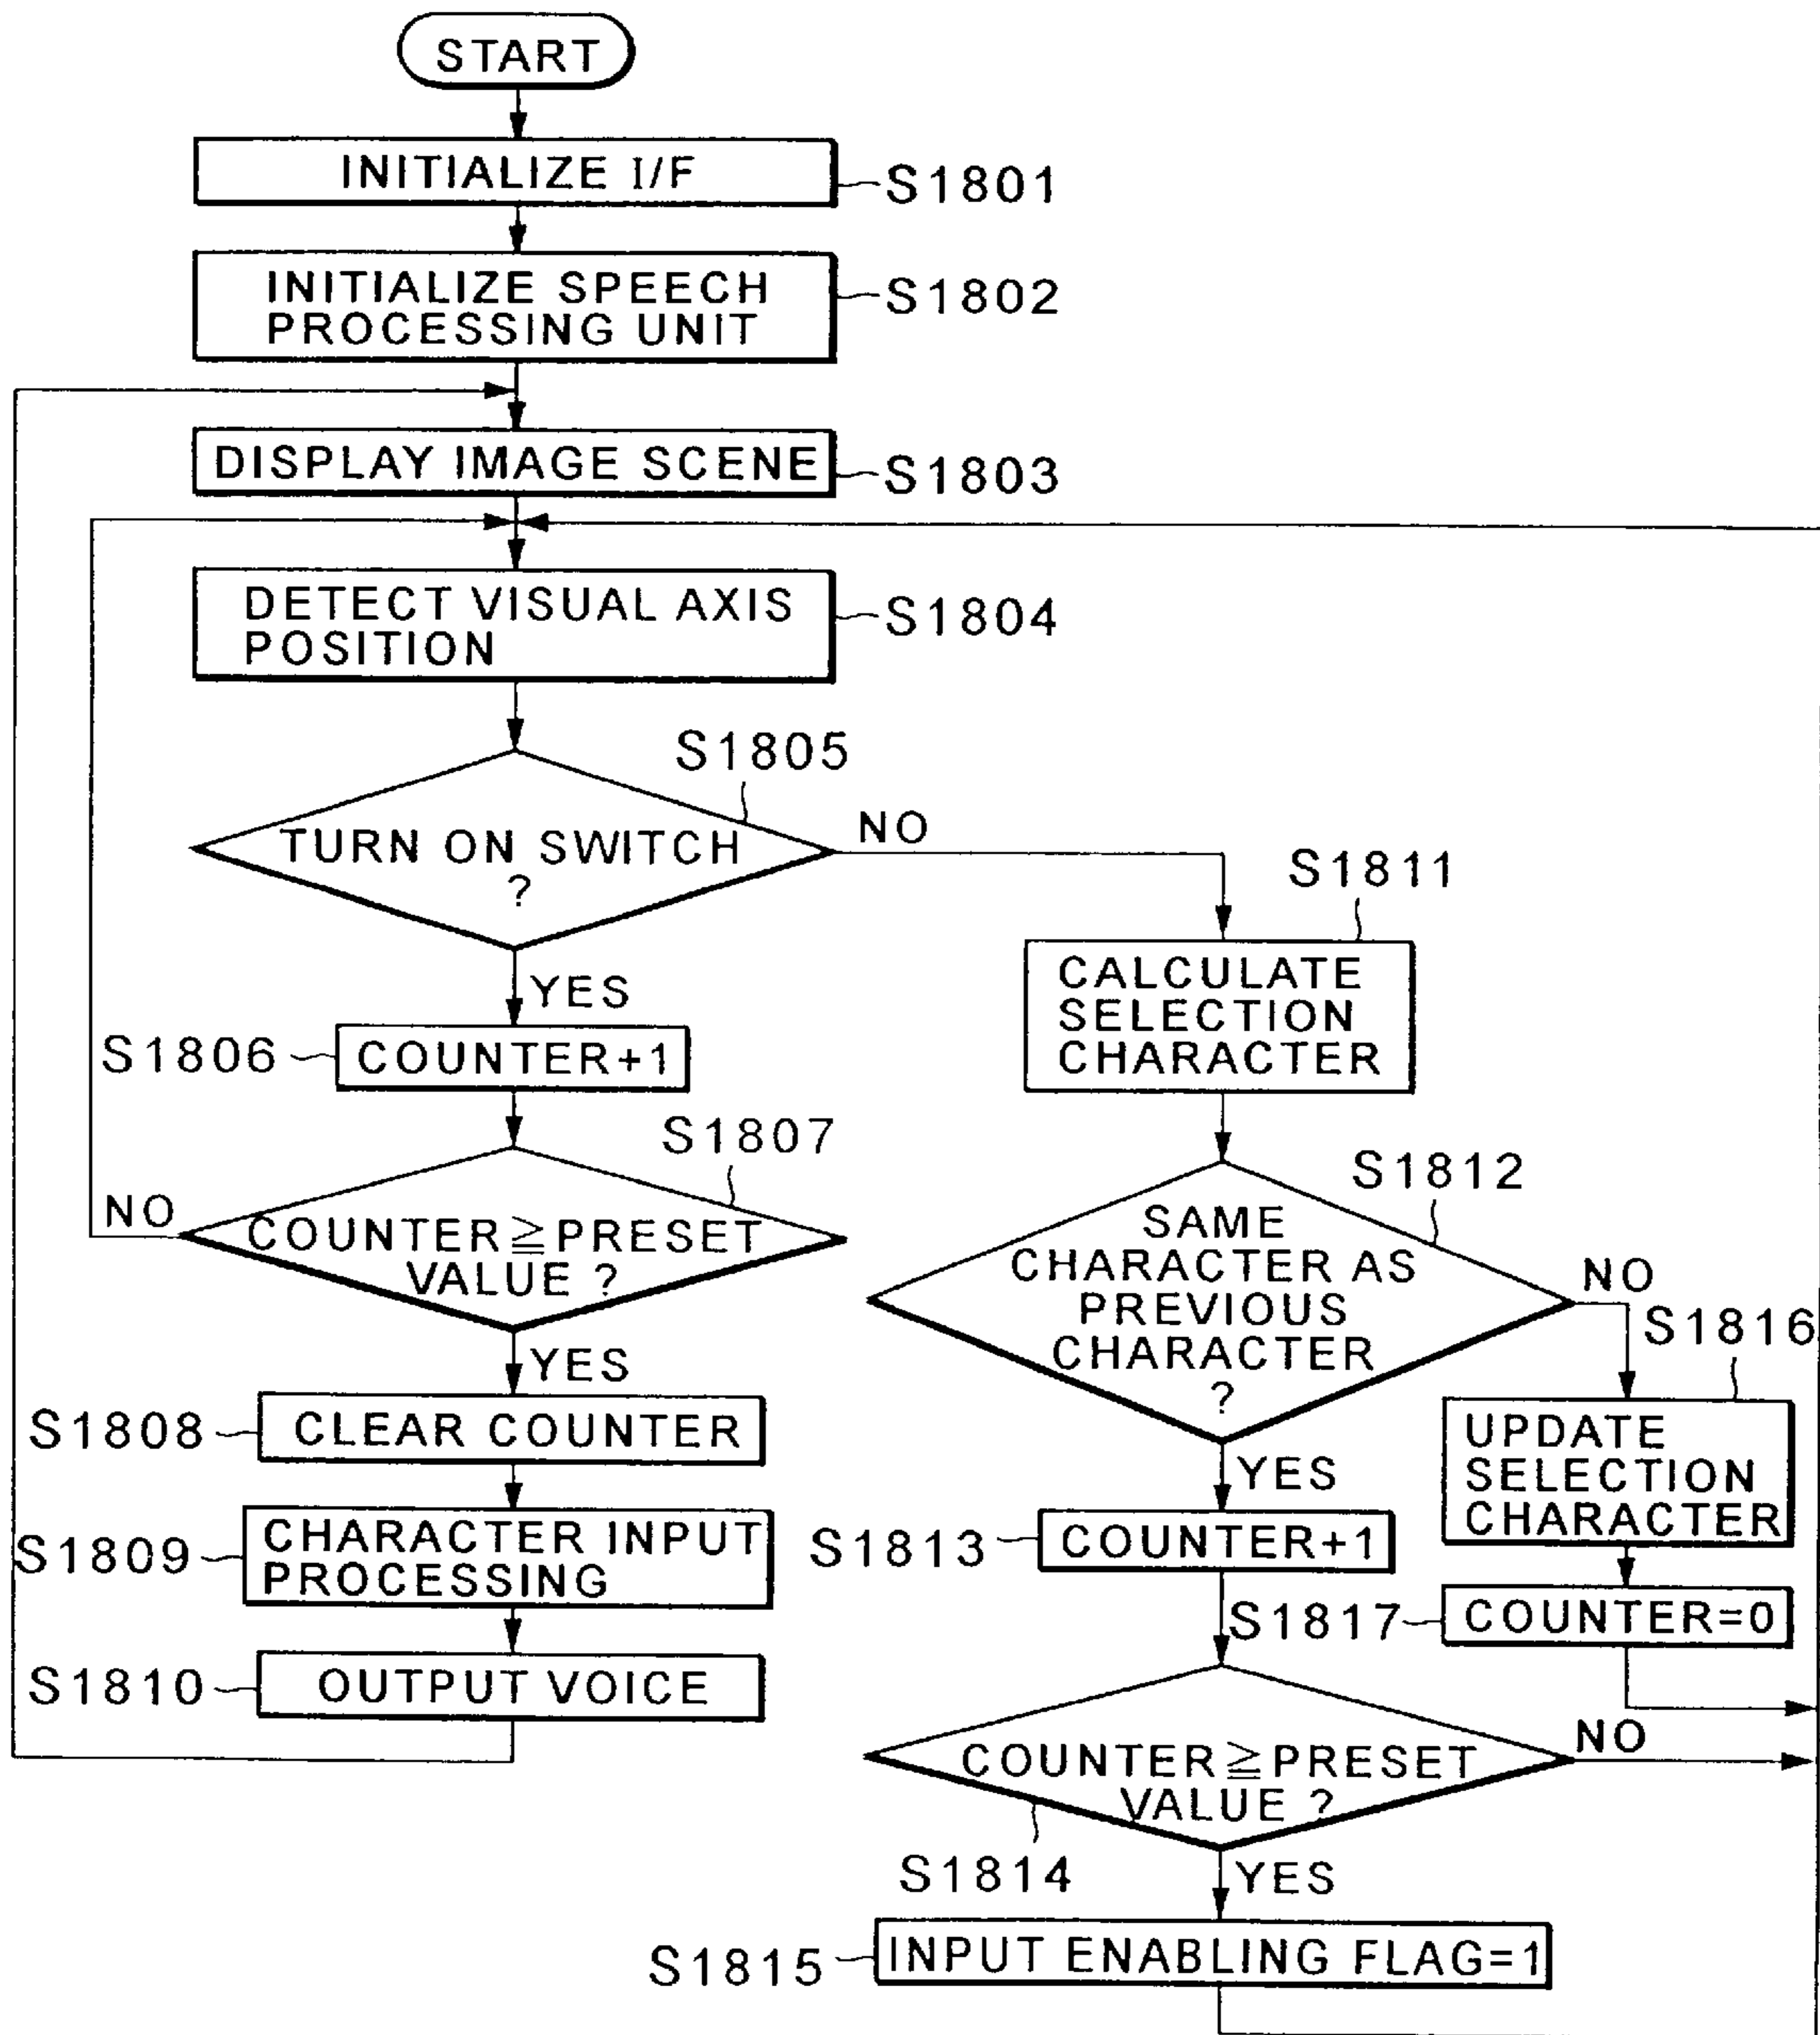 START
INITIALIZE I/F
S1801
INITIALIZE SPEECH
PROCESSING UNIT
S1802
DISPLAY IMAGE SCENE
S1803
DETECT VISUAL AXIS
POSITION
S1804
S1805
TURN ON SWITCH
?
NO
YES
S1806
COUNTER+1
S1807
COUNTER≧PRESET
VALUE ?
NO
YES
S1808
CLEAR COUNTER
S1809
CHARACTER INPUT
PROCESSING
S1810
OUTPUT VOICE
S1811
CALCULATE
SELECTION
CHARACTER
S1812
SAME
CHARACTER AS
PREVIOUS
CHARACTER
?
NO
YES
S1816
UPDATE
SELECTION
CHARACTER
S1813
COUNTER+1
S1817
COUNTER=0
COUNTER≧PRESET
VALUE ?
NO
S1814
YES
S1815
INPUT ENABLING FLAG=1